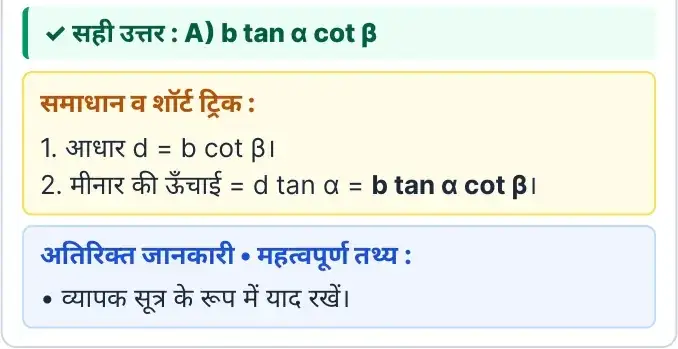 ✓ सही उत्तर : A) b tan α cot β
समाधान व शॉर्ट ट्रिक :
1. आधार d = b cot β।
2. मीनार की ऊँचाई = d tan α = b tan α cot β।
अतिरिक्त जानकारी • महत्वपूर्ण तथ्य :
• व्यापक सूत्र के रूप में याद रखें।